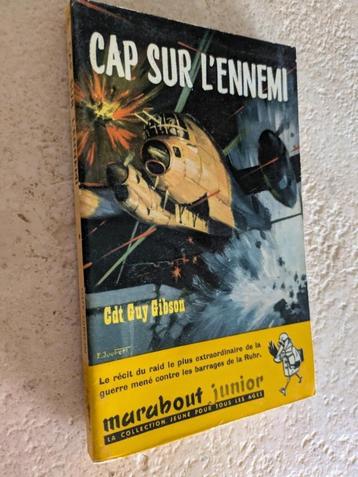 CAP SUR L'ENNEMI
Cdt Guy Gibson
Le récit du raid le plus extraordinaire de la
guerre mené contre les barrages de la Ruhr.
marabout junior
LA COLLECTION JEUNE POUR TOUS LES AGES